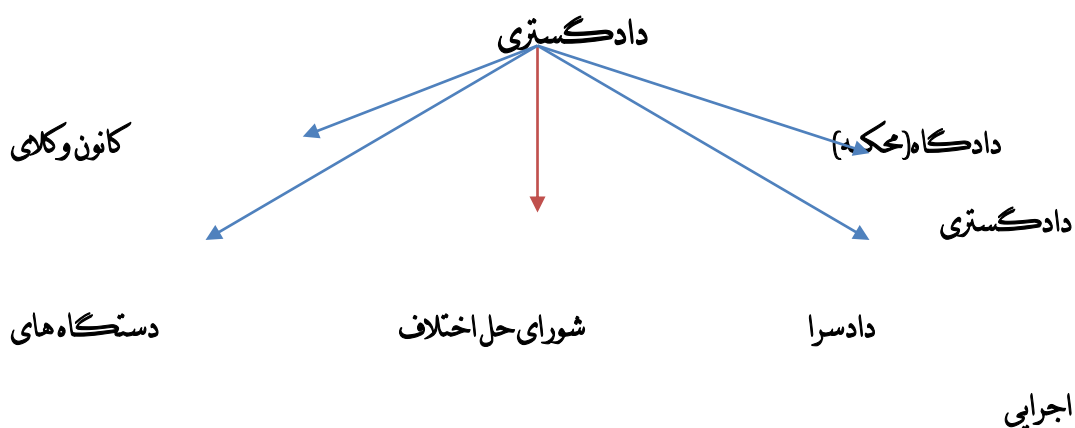 دادگستری
دادگاه(محکمه) کانون وکلای
دادگستری
دادسرا شورای حل اختلاف دستگاه های
اجرایی